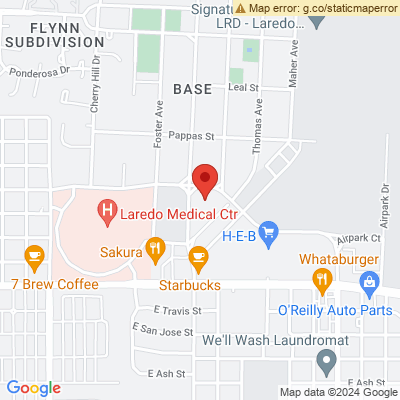 Map error: g.co/staticmaperror
Signatu
LRD - Laredo...
FLYNN
SUBDIVISION
Ponderosa Dr
Cherry Hill Dr
Foster Ave
BASE
Leal St
Maher Ave
Thomas Ave
Pappas St
Airpark Dr
H
Laredo Medical Ctr
H-E-B
Airpark Ct
Sakura
Whataburger
7 Brew Coffee
Starbucks
O'Reilly Auto Parts
E Travis St
E San Jose St
We'll Wash Laundromat
E Ash St
E Ash St
Google
Map data ©2024 Google